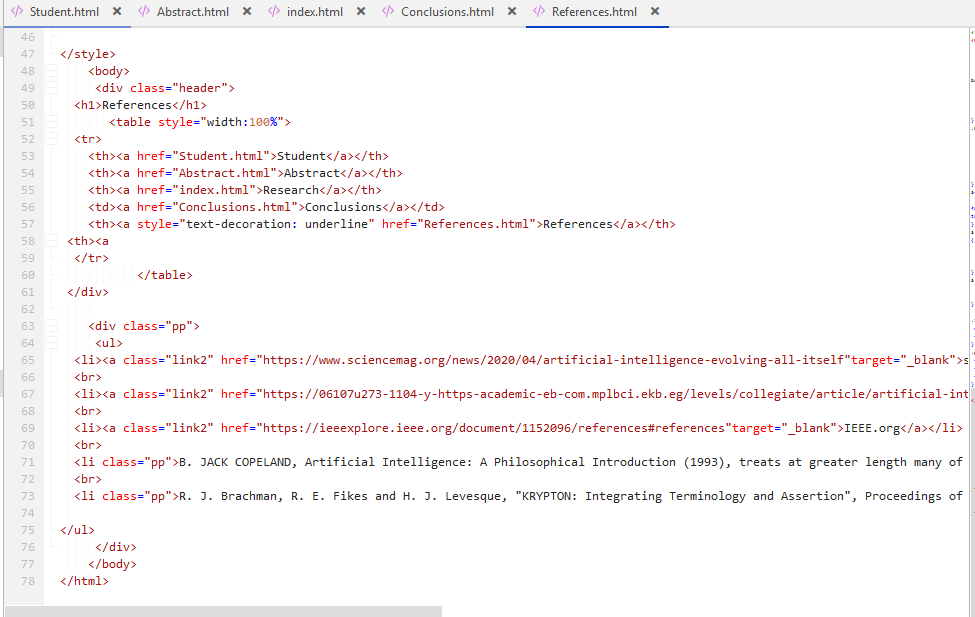 Student.html Abstract.html index.html Conclusions.html References.html
46
47 </style>
48 <body>
49 <div class="header">
50 <h1>References</h1>
51 <table style="width:100%">
52 <tr>
53 <th><a href="Student.html">Student</a></th>
54 <th><a href="Abstract.html">Abstract</a></th>
55 <th><a href="index.html">Research</a></th>
56 <td><a href="Conclusions.html">Conclusions</a></td>
57 <th><a style="text-decoration: underline" href="References.html">References</a></th>
58 <th><a
59 </tr>
60 </table>
61 </div>
62
63 <div class="pp">
64 <ul>
65 <li><a class="link2" href="https://www.sciencemag.org/news/2020/04/artificial-intelligence-evolving-all-itself"target="_blank">s
66 <br>
67 <li><a class="link2" href="https://06107u273-1104-y-https-academic-eb-com.mplbci.ekb.eg/levels/collegiate/article/artificial-int
68 <br>
69 <li><a class="link2" href="https://ieeexplore.ieee.org/document/1152096/references#references"target="_blank">IEEE.org</a></li>
70 <br>
71 <li class="pp">B. JACK COPELAND, Artificial Intelligence: A Philosophical Introduction (1993), treats at greater length many of
72 <br>
73 <li class="pp">R. J. Brachman, R. E. Fikes and H. J. Levesque, "KRYPTON: Integrating Terminology and Assertion", Proceedings of
74
75 </ul>
76 </div>
77 </body>
78 </html>